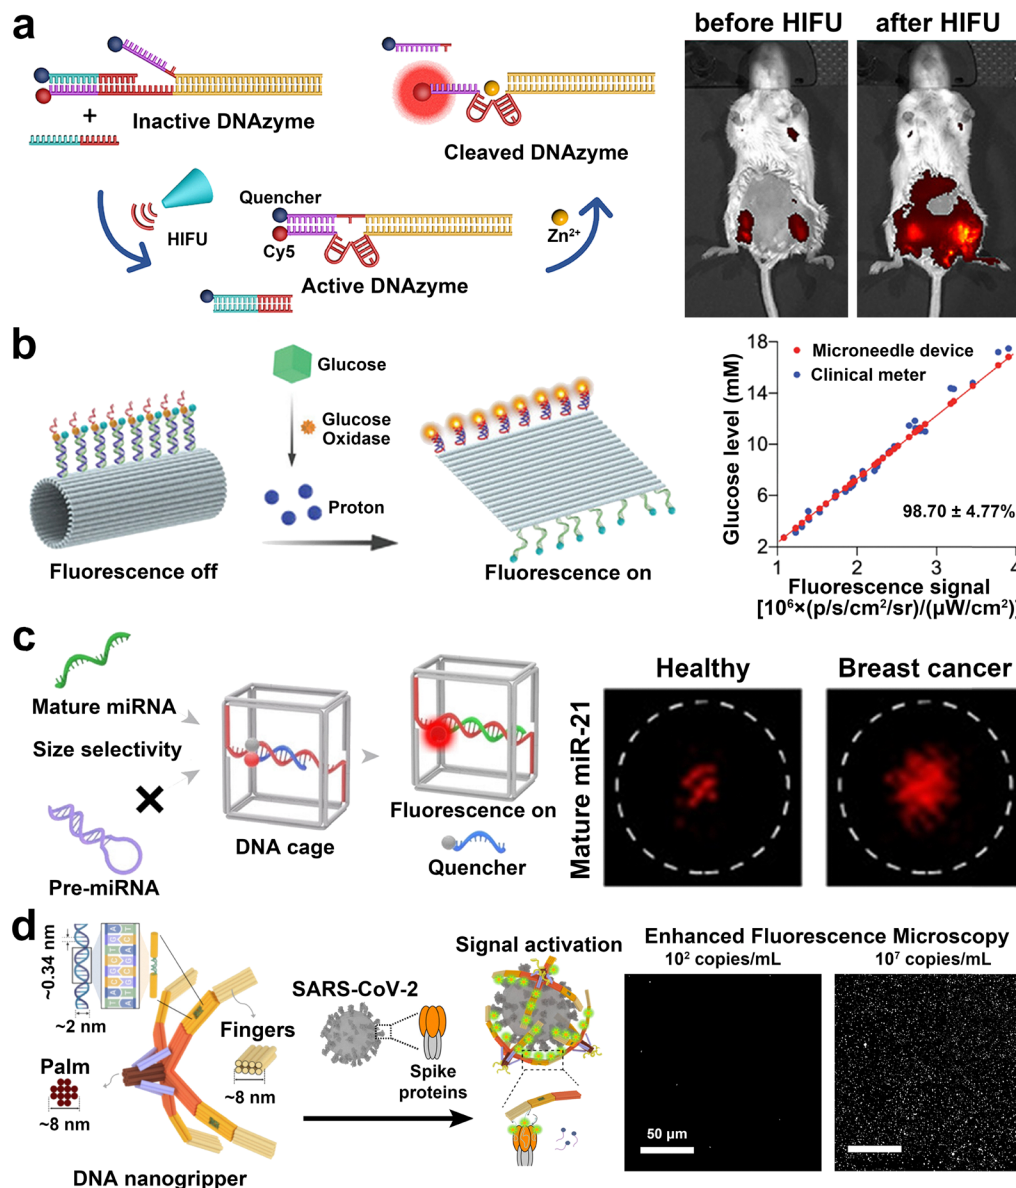 a
before HIFU
after HIFU
+
Inactive DNAzyme
Cleaved DNAzyme
HIFU
Quencher
Cy5
Zn²⁺
Active DNAzyme
b
Glucose
Glucose
Oxidase
Proton
Fluorescence off
Fluorescence on
Microneedle device
Clinical meter
Glucose level (mM)
18
14
10
6
2
98.70 ± 4.77%
1
2
3
4
Fluorescence signal
[10⁶×(p/s/cm²/sr)/(μW/cm²)]
c
Mature miRNA
Size selectivity
Pre-miRNA
DNA cage
Fluorescence on
Quencher
Healthy
Breast cancer
Mature miR-21
d
~0.34 nm
~2 nm
Palm
~8 nm
Fingers
~8 nm
DNA nanogripper
SARS-CoV-2
Spike
proteins
Signal activation
Enhanced Fluorescence Microscopy
10² copies/mL
10⁷ copies/mL
50 μm